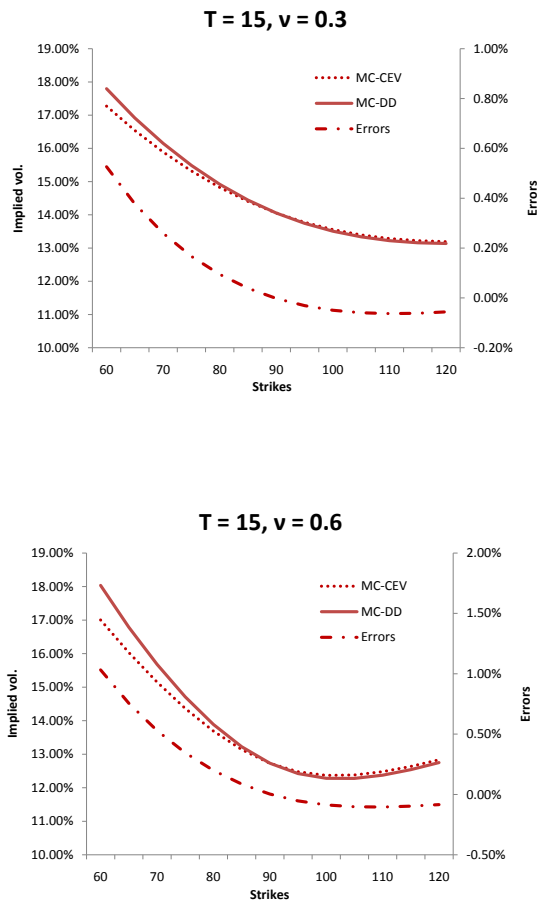 T = 15, ν = 0.3
19.00%
18.00%
17.00%
16.00%
15.00%
14.00%
13.00%
12.00%
11.00%
10.00%
Implied vol.
MC-CEV
MC-DD
Errors
1.00%
0.80%
0.60%
0.40%
0.20%
0.00%
-0.20%
Errors
60 70 80 90 100 110 120
Strikes
T = 15, ν = 0.6
19.00%
18.00%
17.00%
16.00%
15.00%
14.00%
13.00%
12.00%
11.00%
10.00%
Implied vol.
MC-CEV
MC-DD
Errors
2.00%
1.50%
1.00%
0.50%
0.00%
-0.50%
Errors
60 70 80 90 100 110 120
Strikes